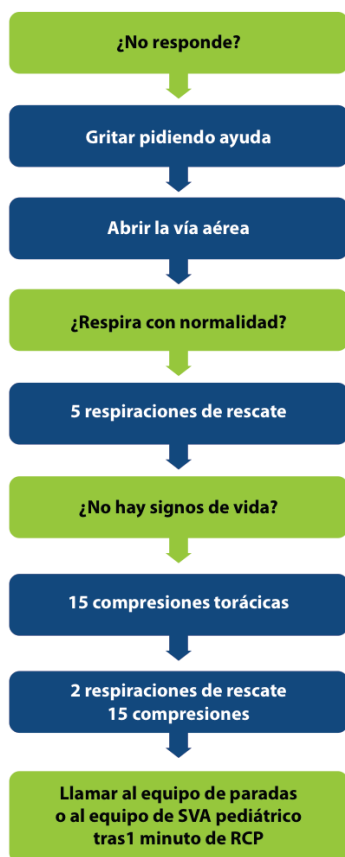 ¿No responde?
Gritar pidiendo ayuda
Abrir la vía aérea
¿Respira con normalidad?
5 respiraciones de rescate
¿No hay signos de vida?
15 compresiones torácicas
2 respiraciones de rescate
15 compresiones
Llamar al equipo de paradas
o al equipo de SVA pediátrico
tras1 minuto de RCP